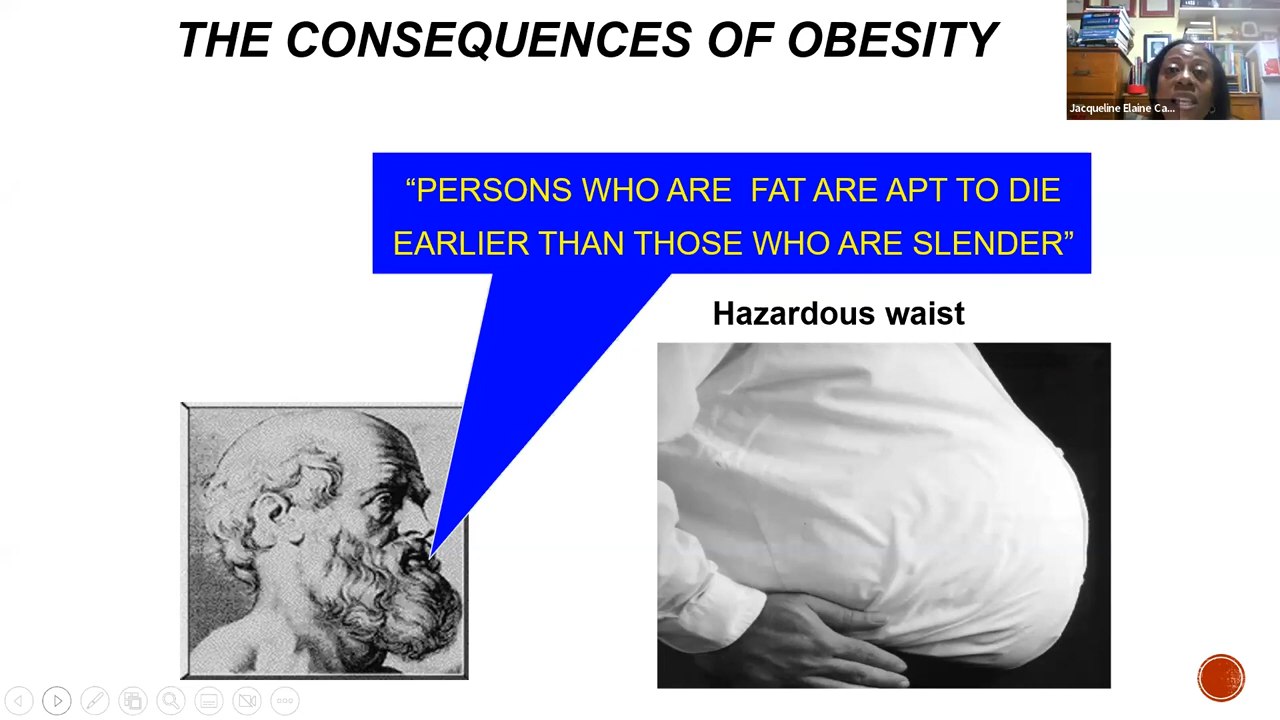 THE CONSEQUENCES OF OBESITY
Jacqueline Elaine Ca...
“PERSONS WHO ARE  FAT ARE APT TO DIE
EARLIER THAN THOSE WHO ARE SLENDER”
Hazardous waist